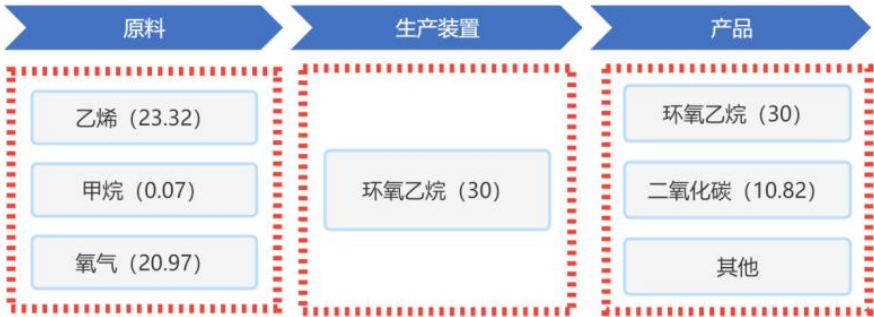 原料
生产装置
产品
乙烯（23.32）
甲烷（0.07）
氧气（20.97）
环氧乙烷（30）
环氧乙烷（30）
二氧化碳（10.82）
其他